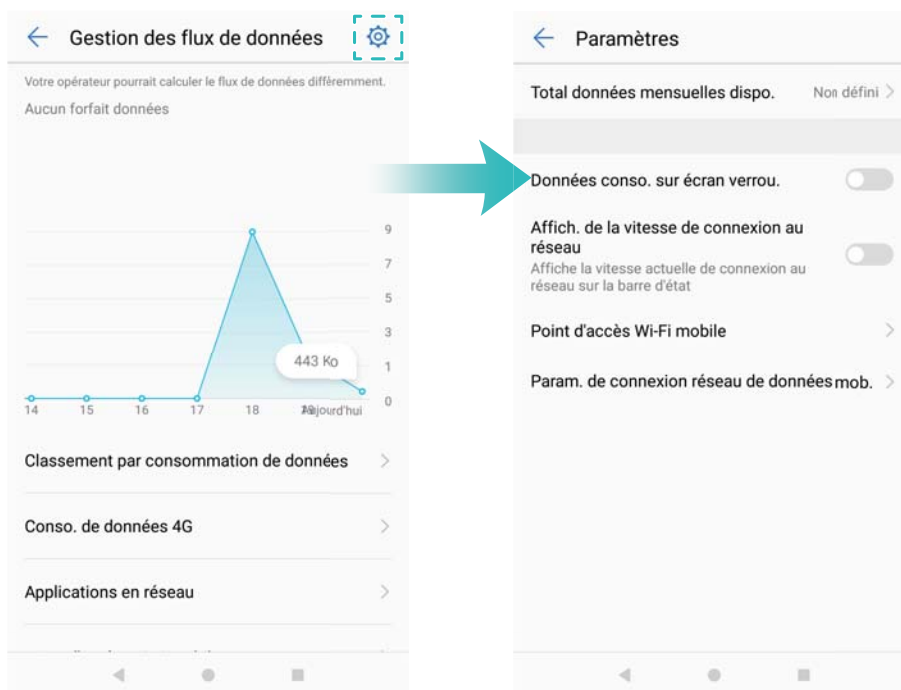 Gestion des flux de données
Votre opérateur pourrait calculer le flux de données différemment.
Aucun forfait données
9
7
5
3
443 Ko
1
0
14 15 16 17 18 Aujourd'hui
Classement par consommation de données
Conso. de données 4G
Applications en réseau
Paramètres
Total données mensuelles dispo. Non défini
Données conso. sur écran verrou.
Affich. de la vitesse de connexion au
réseau
Affiche la vitesse actuelle de connexion au
réseau sur la barre d'état
Point d'accès Wi-Fi mobile
Param. de connexion réseau de données mob.